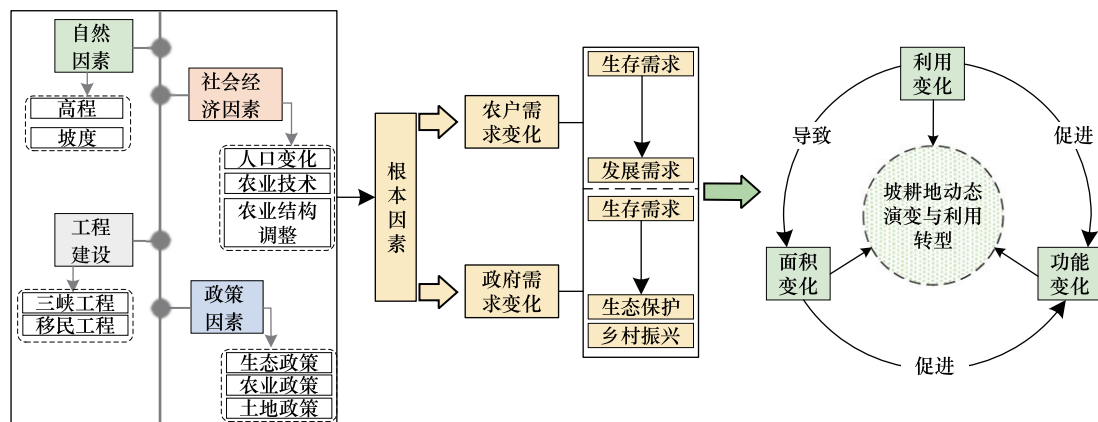 自然
因素
高程
坡度
社会经
济因素
人口变化
农业技术
农业结构
调整
工程
建设
三峡工程
移民工程
政策
因素
生态政策
农业政策
土地政策
根
本
因
素
农户需
求变化
政府需
求变化
生存需求
发展需求
生存需求
生态保护
乡村振兴
利用
变化
导致
促进
坡耕地动态
演变与利用
转型
面积
变化
功能
变化
促进